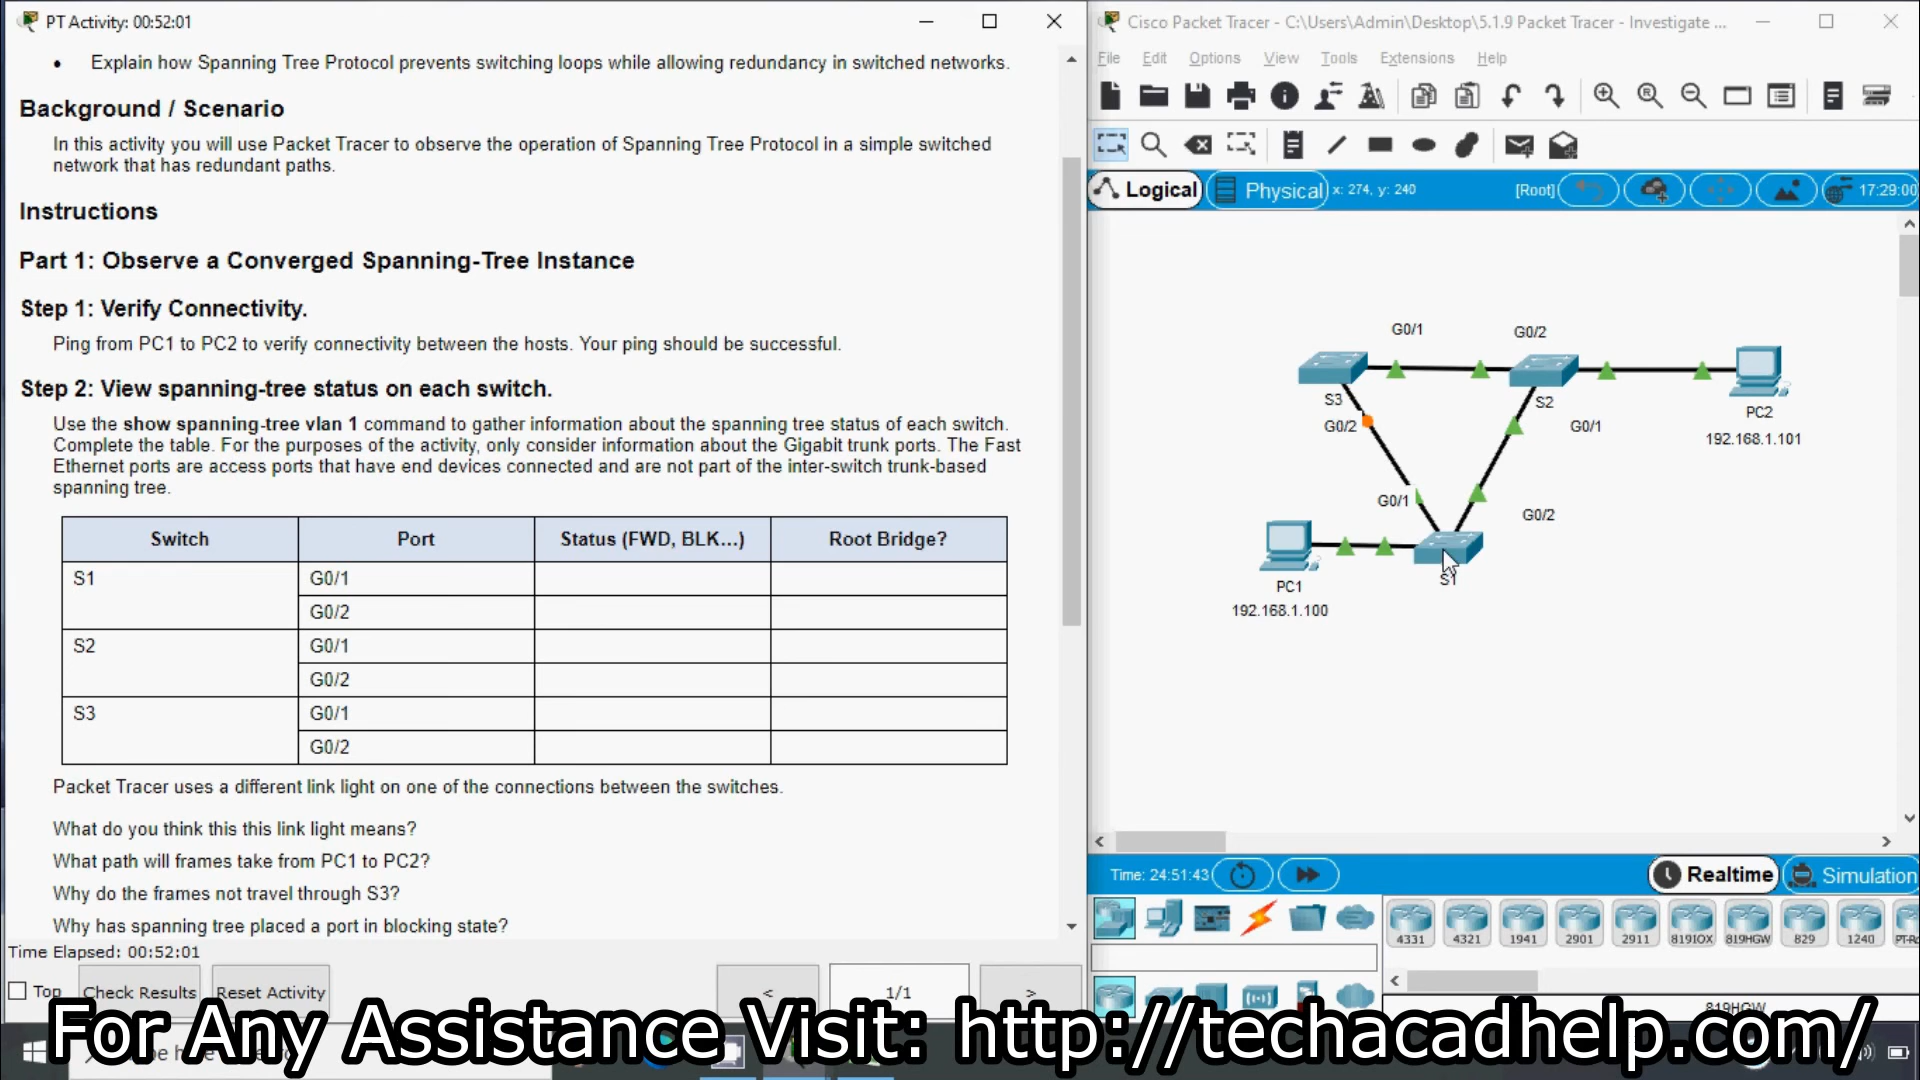 PT Activity: 00:52:01
• Explain how Spanning Tree Protocol prevents switching loops while allowing redundancy in switched networks.
Background / Scenario
In this activity you will use Packet Tracer to observe the operation of Spanning Tree Protocol in a simple switched
network that has redundant paths.
Instructions
Part 1: Observe a Converged Spanning-Tree Instance
Step 1: Verify Connectivity.
Ping from PC1 to PC2 to verify connectivity between the hosts. Your ping should be successful.
Step 2: View spanning-tree status on each switch.
Use the show spanning-tree vlan 1 command to gather information about the spanning tree status of each switch.
Complete the table. For the purposes of the activity, only consider information about the Gigabit trunk ports. The Fast
Ethernet ports are access ports that have end devices connected and are not part of the inter-switch trunk-based
spanning tree.
Switch Port Status (FWD, BLK...) Root Bridge?
S1 G0/1
G0/2
S2 G0/1
G0/2
S3 G0/1
G0/2
Packet Tracer uses a different link light on one of the connections between the switches.
What do you think this this link light means?
What path will frames take from PC1 to PC2?
Why do the frames not travel through S3?
Why has spanning tree placed a port in blocking state?
Time Elapsed: 00:52:01
Top Check Results Reset Activity < 1/1 >
Cisco Packet Tracer - C:\Users\Admin\Desktop\5.1.9 Packet Tracer - Investigate ...
File Edit Options View Tools Extensions Help
Logical Physical x: 274, y: 240 [Root] 17:29:00
G0/1 G0/2
S3 S2 PC2
G0/2 G0/1 192.168.1.101
G0/1 G0/2
PC1 S1
192.168.1.100
Time: 24:51:43 Realtime Simulation
4331 4321 1941 2901 2911 819IOX 819HGW 829 1240
819HGW
For Any Assistance Visit: http://techacadhelp.com/